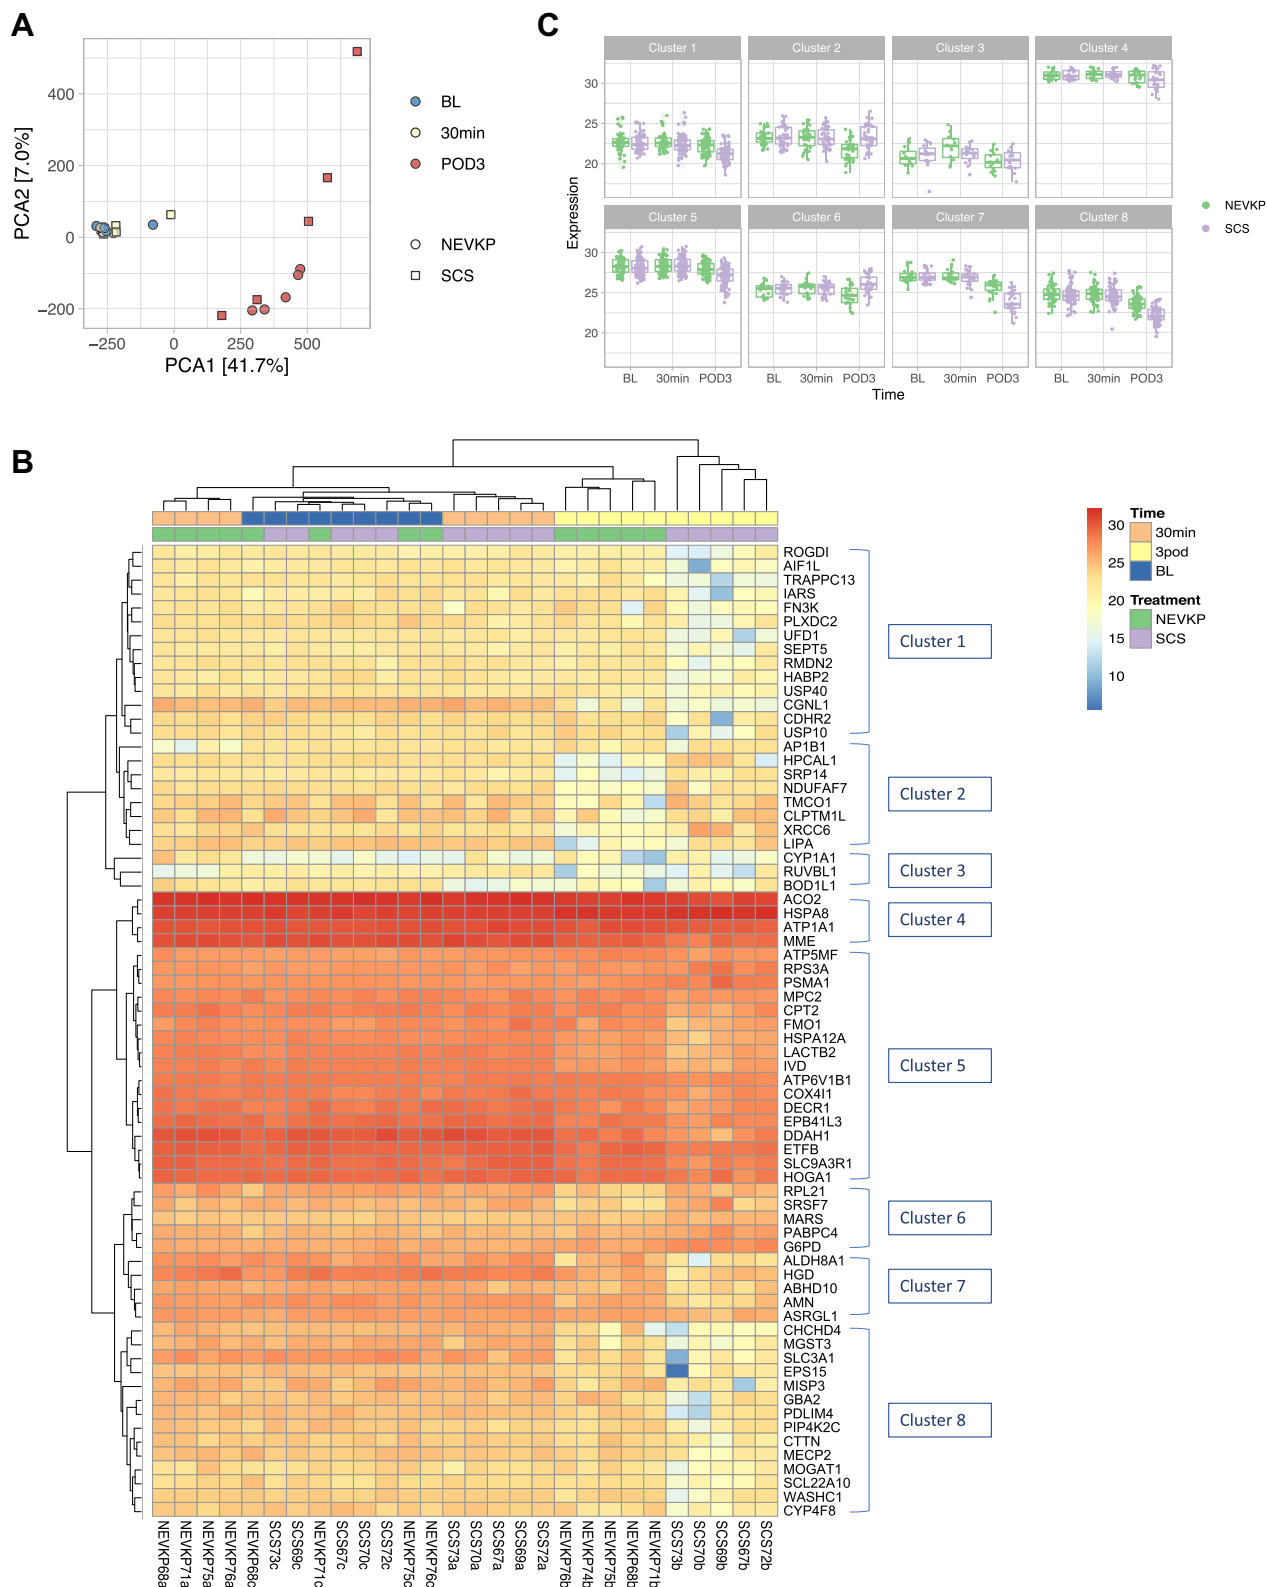 A
PCA2 [7.0%]
400
200
0
−200
−250
0
250
500
PCA1 [41.7%]
BL
30min
POD3
NEVKP
SCS
C
Cluster 1
Cluster 2
Cluster 3
Cluster 4
30
25
20
Cluster 5
Cluster 6
Cluster 7
Cluster 8
30
25
20
Expression
BL
30min
POD3
BL
30min
POD3
BL
30min
POD3
BL
30min
POD3
Time
NEVKP
SCS
B
ROGDI
AIF1L
TRAPPC13
IARS
FN3K
PLXDC2
UFD1
SEPT5
RMDN2
HABP2
USP40
CGNL1
CDHR2
USP10
AP1B1
HPCAL1
SRP14
NDUFAF7
TMCO1
CLPTM1L
XRCC6
LIPA
CYP1A1
RUVBL1
BOD1L1
ACO2
HSPA8
ATP1A1
MME
ATP5MF
RPS3A
PSMA1
MPC2
CPT2
FMO1
HSPA12A
LACTB2
IVD
ATP6V1B1
COX4I1
DECR1
EPB41L3
DDAH1
ETFB
SLC9A3R1
HOGA1
RPL21
SRSF7
MARS
PABPC4
G6PD
ALDH8A1
HGD
ABHD10
AMN
ASRGL1
CHCHD4
MGST3
SLC3A1
EPS15
MISP3
GBA2
PDLIM4
PIP4K2C
CTTN
MECP2
MOGAT1
SCL22A10
WASHC1
CYP4F8
Cluster 1
Cluster 2
Cluster 3
Cluster 4
Cluster 5
Cluster 6
Cluster 7
Cluster 8
30
25
20
15
10
Time
30min
3pod
BL
Treatment
NEVKP
SCS
NEVKP68a
NEVKP71a
NEVKP75a
NEVKP76a
NEVKP68c
SCS73c
SCS69c
NEVKP71c
SCS67c
SCS70c
SCS72c
NEVKP75c
NEVKP76c
SCS73a
SCS70a
SCS67a
SCS69a
SCS72a
NEVKP76b
NEVKP74b
NEVKP75b
NEVKP68b
NEVKP71b
SCS73b
SCS70b
SCS69b
SCS67b
SCS72b